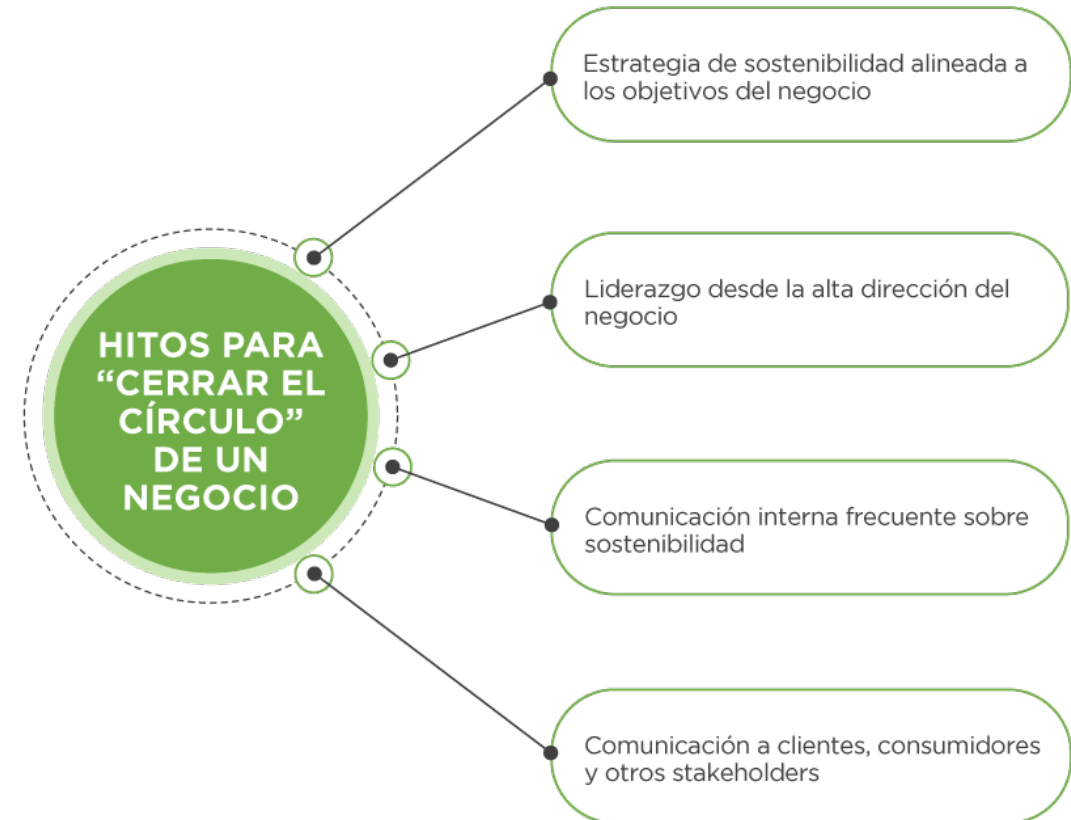 HITOS PARA
“CERRAR EL
CÍRCULO”
DE UN
NEGOCIO
Estrategia de sostenibilidad alineada a
los objetivos del negocio
Liderazgo desde la alta dirección del
negocio
Comunicación interna frecuente sobre
sostenibilidad
Comunicación a clientes, consumidores
y otros stakeholders